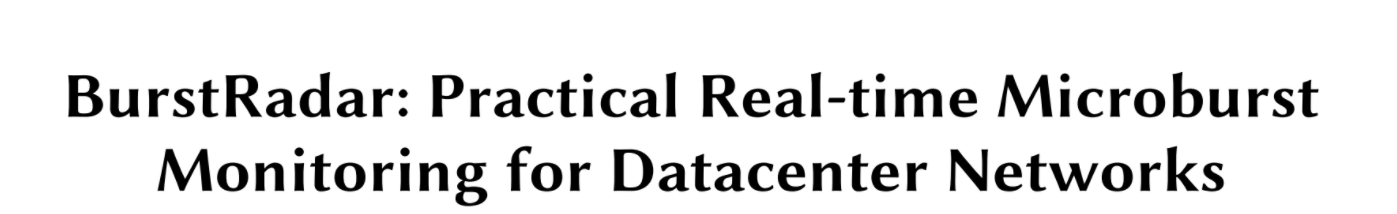 BurstRadar: Practical Real-time Microburst
Monitoring for Datacenter Networks